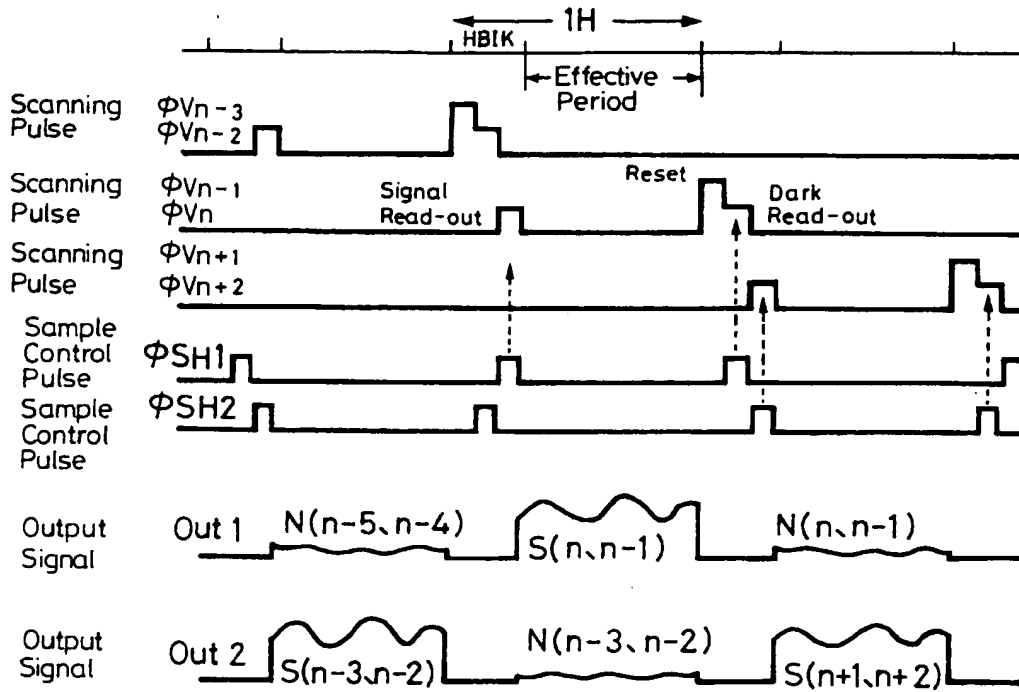 1H
HBlK
Effective
Period
Scanning
Pulse
ΦVn-3
ΦVn-2
Scanning
Pulse
ΦVn-1
ΦVn
Signal
Read-out
Reset
Dark
Read-out
Scanning
Pulse
ΦVn+1
ΦVn+2
Sample
Control
Pulse
ΦSH1
Sample
Control
Pulse
ΦSH2
Output
Signal
Out 1
N(n-5、n-4)
S(n、n-1)
N(n、n-1)
Output
Signal
Out 2
S(n-3、n-2)
N(n-3、n-2)
S(n+1、n+2)